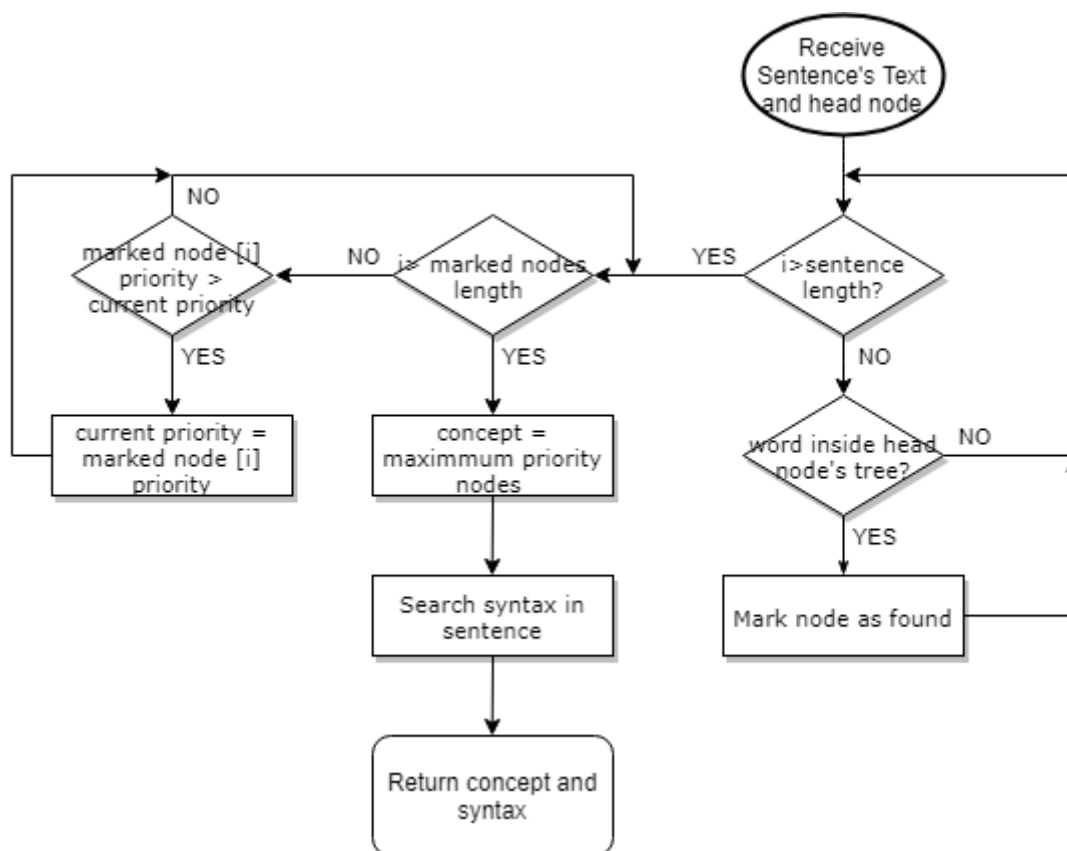 Receive
Sentence's Text
and head node
NO
marked node [i]
priority >
current priority
NO
i> marked nodes
length
YES
i>sentence
length?
YES
YES
NO
current priority =
marked node [i]
priority
concept =
maximmum priority
nodes
word inside head
node's tree?
NO
YES
Search syntax in
sentence
Mark node as found
Return concept and
syntax